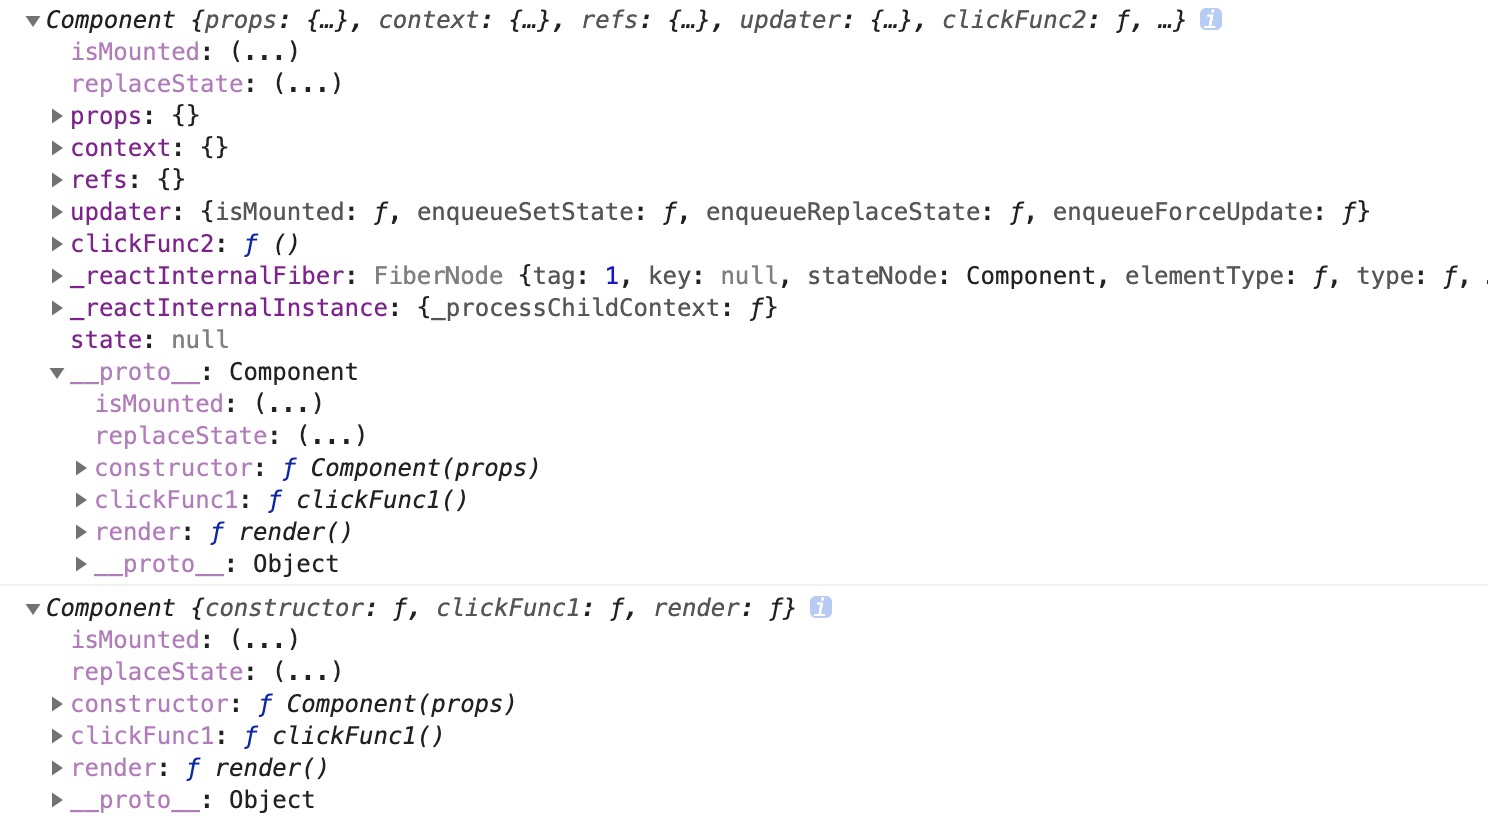 ▼Component {props: {…}, context: {…}, refs: {…}, updater: {…}, clickFunc2: ƒ, …} i
isMounted: (...)
replaceState: (...)
▶props: {}
▶context: {}
▶refs: {}
▶updater: {isMounted: ƒ, enqueueSetState: ƒ, enqueueReplaceState: ƒ, enqueueForceUpdate: ƒ}
▶clickFunc2: ƒ ()
▶_reactInternalFiber: FiberNode {tag: 1, key: null, stateNode: Component, elementType: ƒ, type: ƒ, .
▶_reactInternalInstance: {_processChildContext: ƒ}
state: null
▼__proto__: Component
isMounted: (...)
replaceState: (...)
▶constructor: ƒ Component(props)
▶clickFunc1: ƒ clickFunc1()
▶render: ƒ render()
▶__proto__: Object
▼Component {constructor: ƒ, clickFunc1: ƒ, render: ƒ} i
isMounted: (...)
replaceState: (...)
▶constructor: ƒ Component(props)
▶clickFunc1: ƒ clickFunc1()
▶render: ƒ render()
▶__proto__: Object